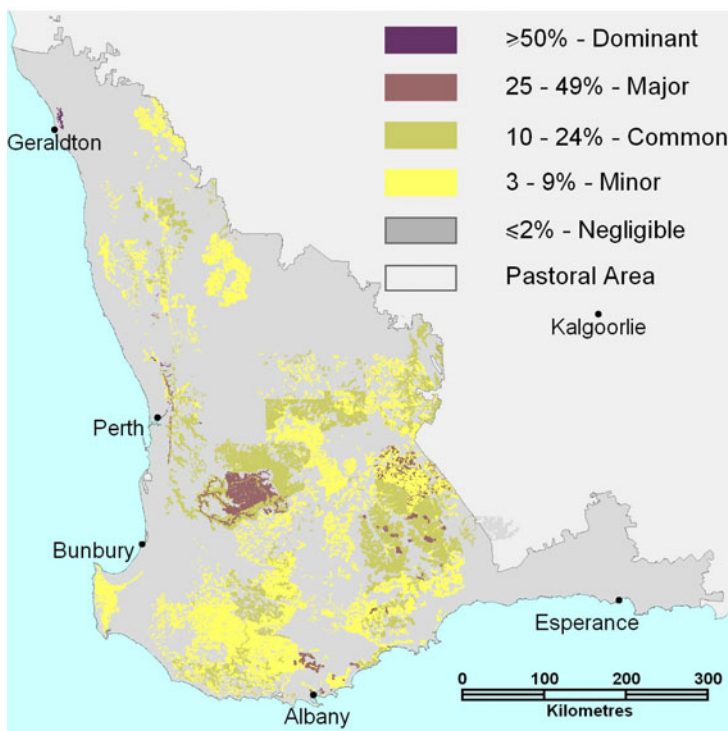 ⩾50% - Dominant
25 - 49% - Major
10 - 24% - Common
3 - 9% - Minor
⩽2% - Negligible
Pastoral Area
Geraldton
Kalgoorlie
Perth
Bunbury
Esperance
Albany
0 100 200 300
Kilometres